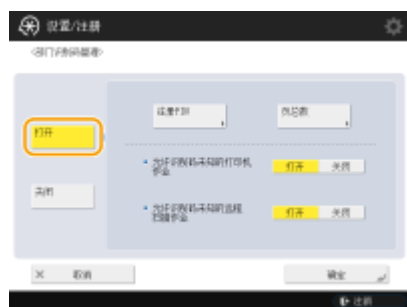 设置/注册
<部门识别码管理>
打开
注册PIN
页总数
允许识别码未知的打印机
作业
打开 关闭
关闭
允许识别码未知的远程
扫描作业
打开 关闭
× 取消
确定
注销